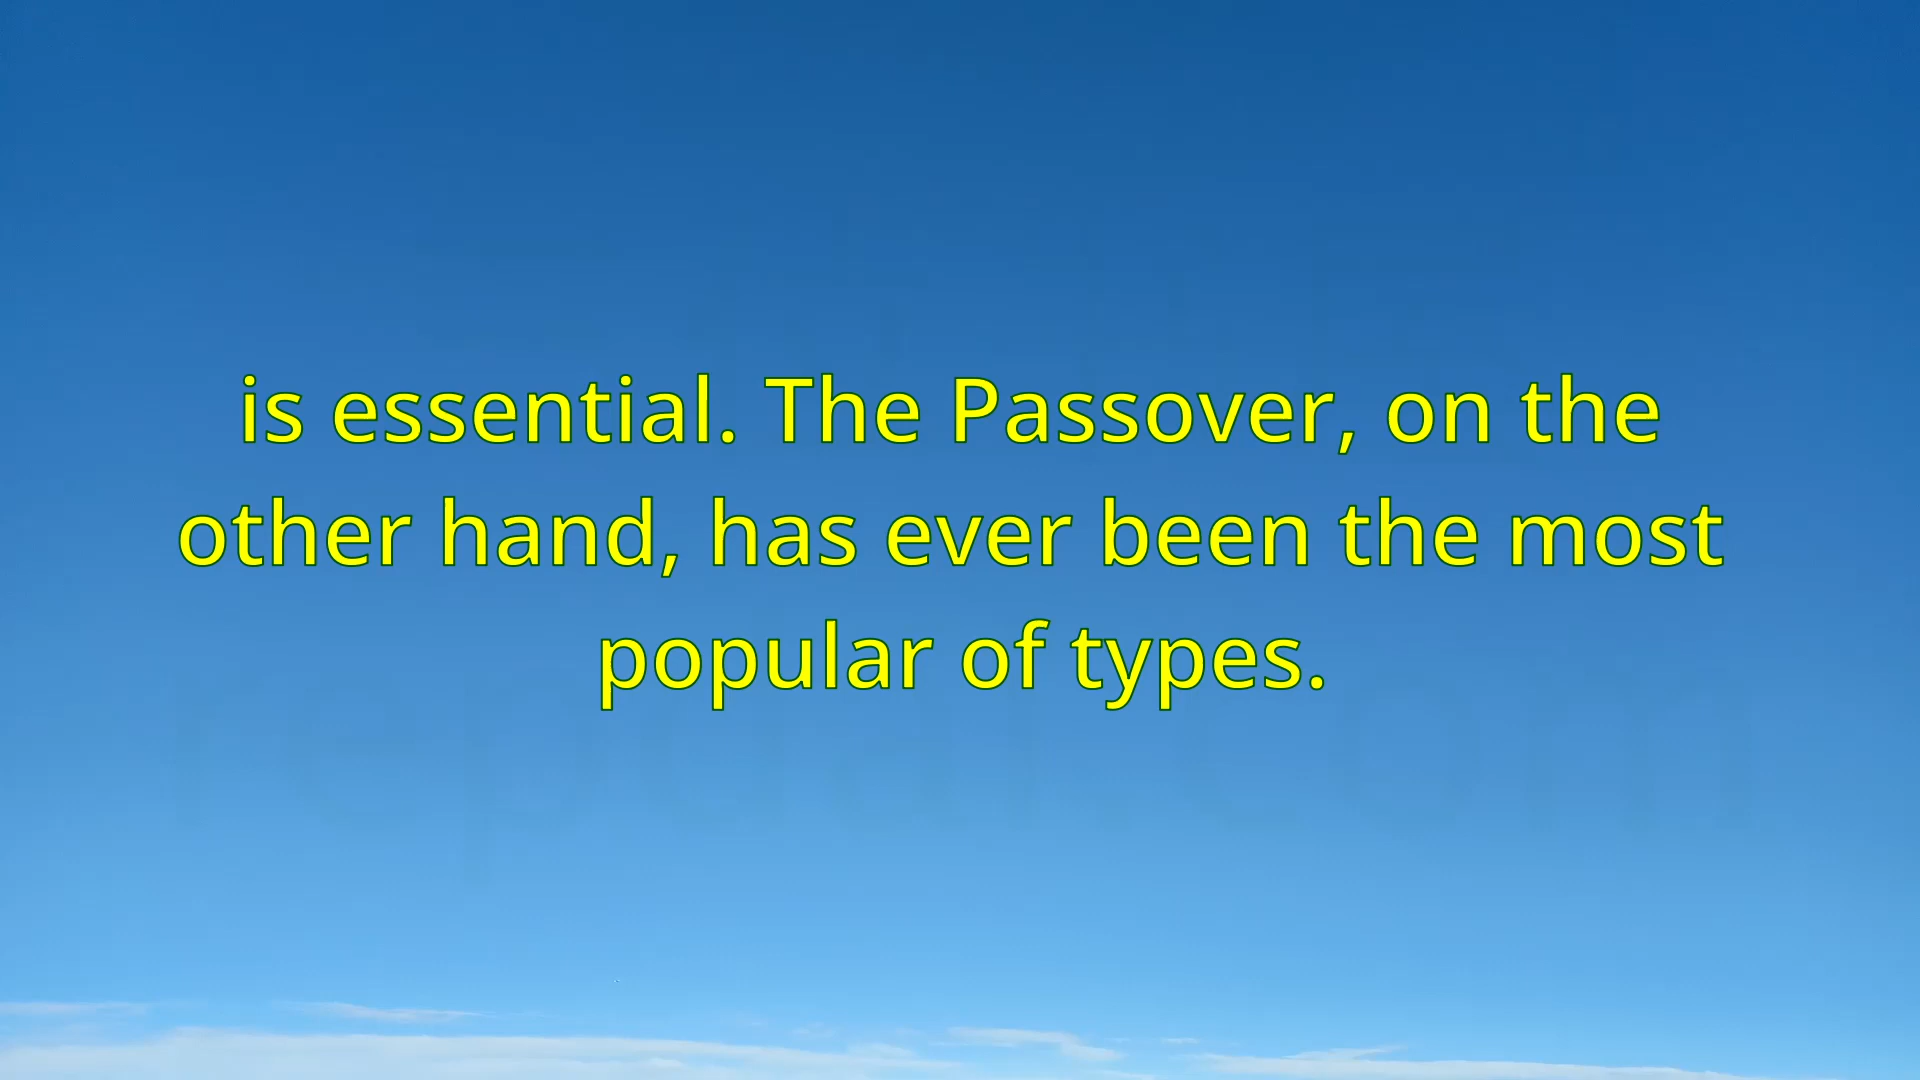 is essential. The Passover, on the
other hand, has ever been the most
popular of types.